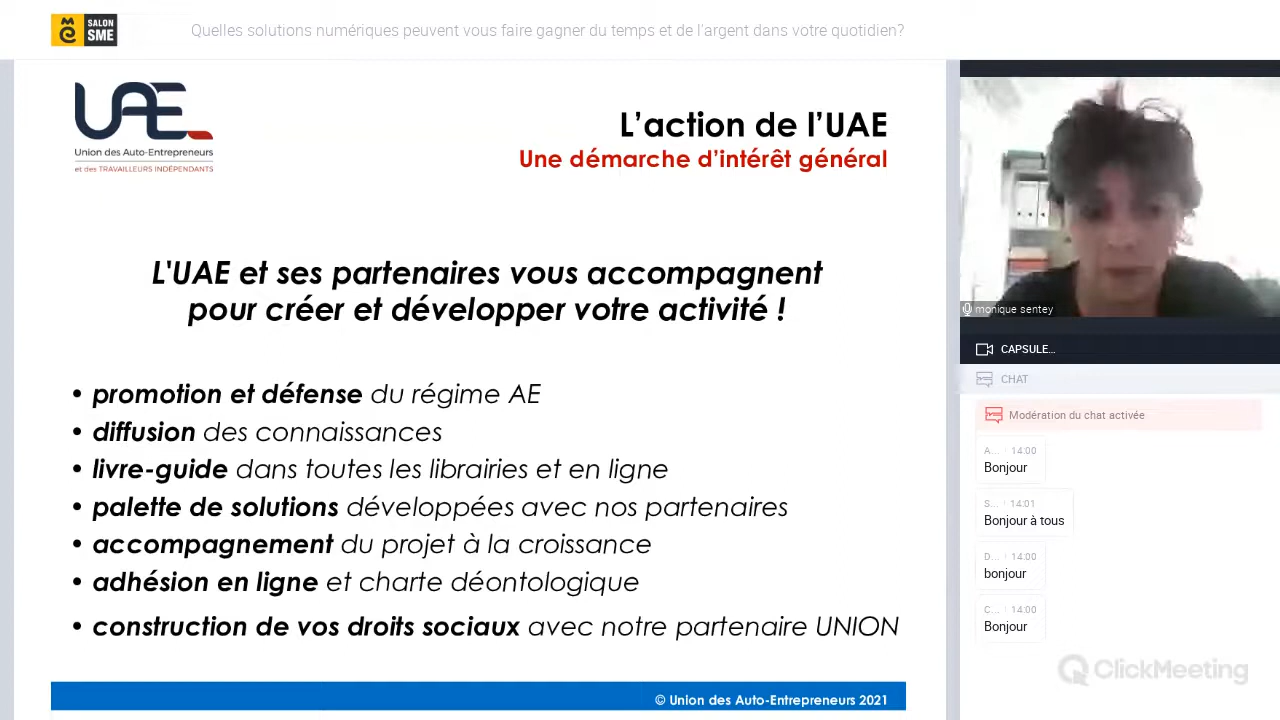 SALON
SME
Quelles solutions numériques peuvent vous faire gagner du temps et de l'argent dans votre quotidien?
UAE
Union des Auto-Entrepreneurs
et des TRAVAILLEURS INDÉPENDANTS
L’action de l’UAE
Une démarche d’intérêt général
L'UAE et ses partenaires vous accompagnent
pour créer et développer votre activité !
• promotion et défense du régime AE
• diffusion des connaissances
• livre-guide dans toutes les librairies et en ligne
• palette de solutions développées avec nos partenaires
• accompagnement du projet à la croissance
• adhésion en ligne et charte déontologique
• construction de vos droits sociaux avec notre partenaire UNION
© Union des Auto-Entrepreneurs 2021
monique sentey
CAPSULE...
CHAT
Modération du chat activée
A... · 14:00
Bonjour
S... · 14:01
Bonjour à tous
D... · 14:00
bonjour
C... · 14:00
Bonjour
ClickMeeting